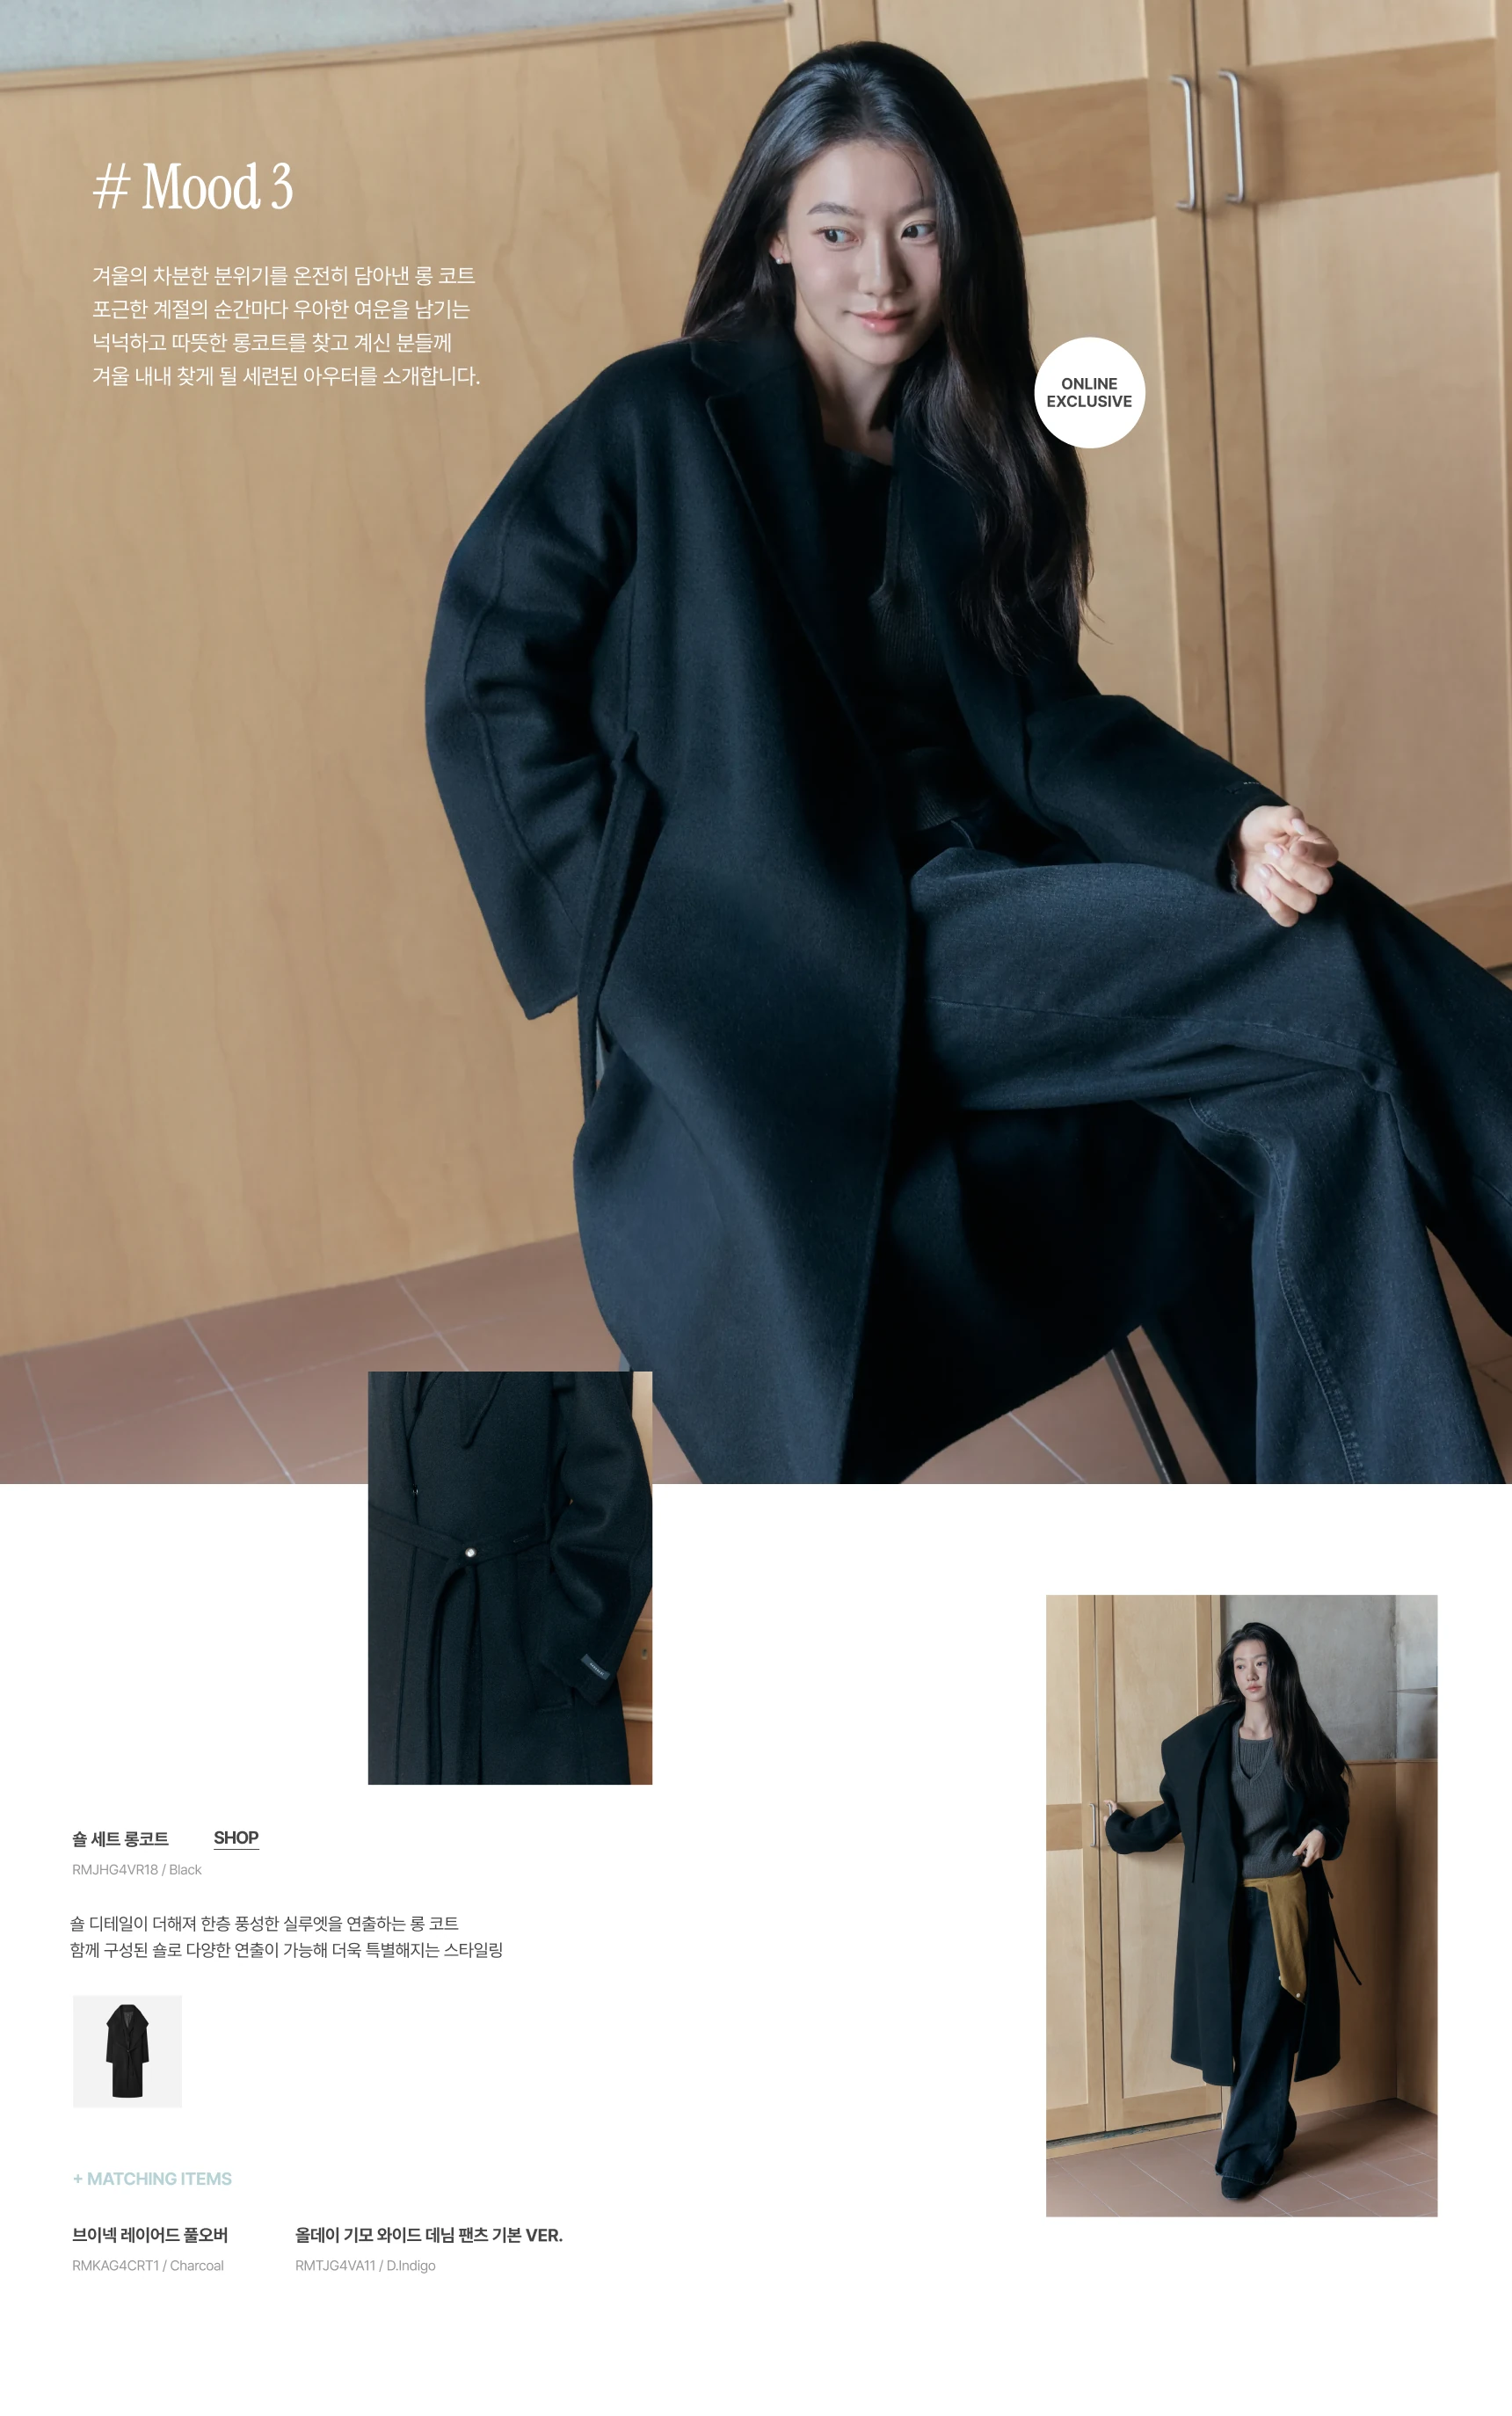 # Mood 3
겨울의 차분한 분위기를 온전히 담아낸 롱 코트
포근한 계절의 순간마다 우아한 여운을 남기는
넉넉하고 따뜻한 롱코트를 찾고 계신 분들께
겨울 내내 찾게 될 세련된 아우터를 소개합니다.
ONLINE
EXCLUSIVE
숄 세트 롱코트 SHOP
RMJHG4VR18 / Black
숄 디테일이 더해져 한층 풍성한 실루엣을 연출하는 롱 코트
함께 구성된 숄로 다양한 연출이 가능해 더욱 특별해지는 스타일링
+ MATCHING ITEMS
브이넥 레이어드 풀오버
RMKAG4CRT1 / Charcoal
올데이 기모 와이드 데님 팬츠 기본 VER.
RMTJG4VA11 / D.Indigo